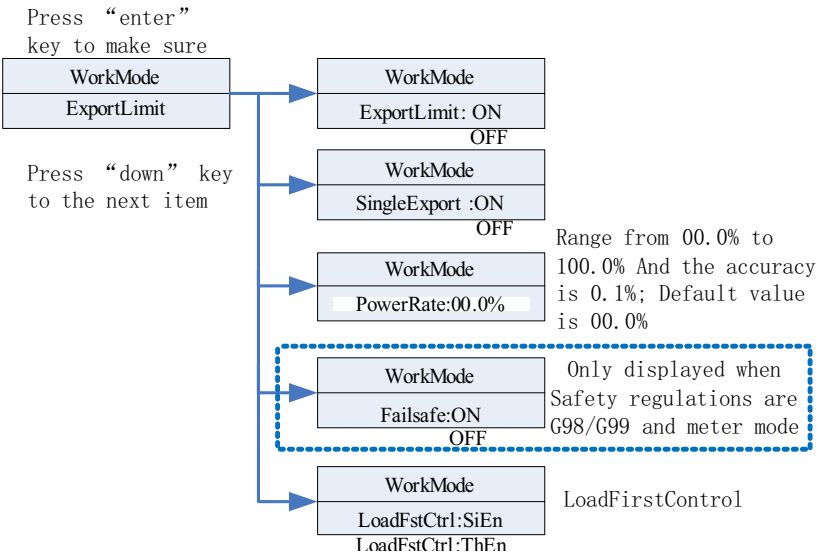 Press “enter”
key to make sure
WorkMode
ExportLimit
Press “down” key
to the next item
WorkMode
ExportLimit: ON
OFF
WorkMode
SingleExport :ON
OFF
WorkMode
PowerRate:00.0%
Range from 00.0% to
100.0% And the accuracy
is 0.1%; Default value
is 00.0%
WorkMode
Failsafe:ON
OFF
Only displayed when
Safety regulations are
G98/G99 and meter mode
WorkMode
LoadFstCtrl:SiEn
LoadFstCtrl:ThEn
LoadFirstControl